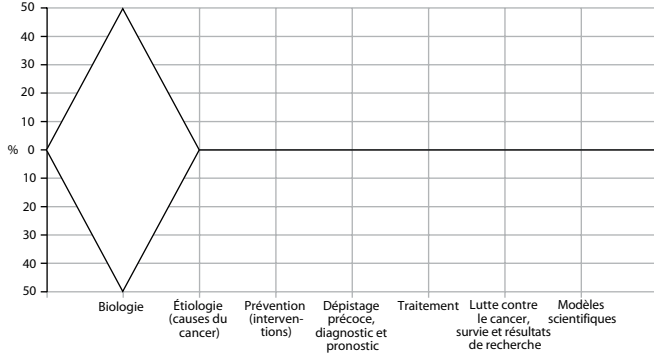 50
40
30
20
10
% 0
10
20
30
40
50
Biologie
Étiologie
(causes du
cancer)
Prévention
(interven-
tions)
Dépistage
précoce,
diagnostic et
pronostic
Traitement
Lutte contre
le cancer,
survie et résultats
de recherche
Modèles
scientifiques